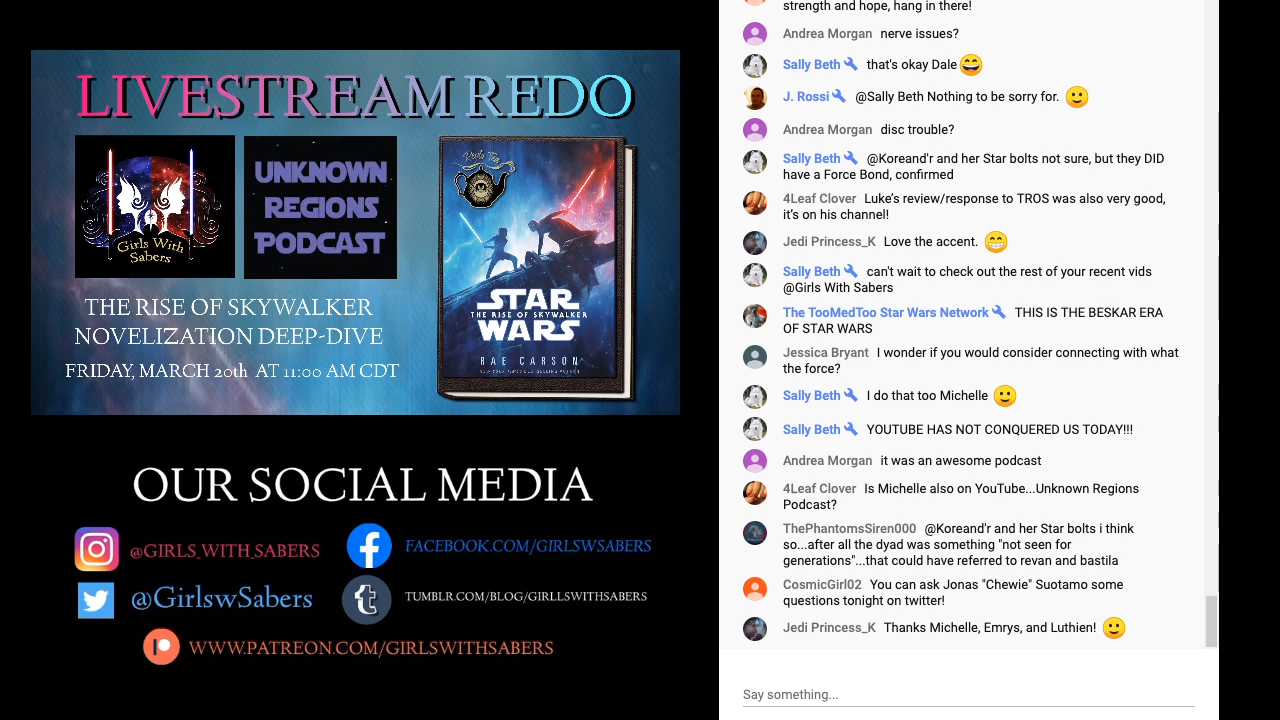 LIVESTREAM REDO
Girls With
Sabers
UNKNOWN
REGIONS
PODCAST
THE RISE OF SKYWALKER
NOVELIZATION DEEP-DIVE
FRIDAY, MARCH 20th AT 11:00 AM CDT
STAR
THE RISE OF SKYWALKER
WARS
RAE CARSON
OUR SOCIAL MEDIA
@GIRLS_WITH_SABERS
FACEBOOK.COM/GIRLSWSABERS
@GirlswSabers
TUMBLR.COM/BLOG/GIRLLSWITHSABERS
WWW.PATREON.COM/GIRLSWITHSABERS
strength and hope, hang in there!
Andrea Morgan nerve issues?
Sally Beth that's okay Dale 😄
J. Rossi @Sally Beth Nothing to be sorry for. 🙂
Andrea Morgan disc trouble?
Sally Beth @Koreand'r and her Star bolts not sure, but they DID
have a Force Bond, confirmed
4Leaf Clover Luke’s review/response to TROS was also very good,
it’s on his channel!
Jedi Princess_K Love the accent. 😁
Sally Beth can't wait to check out the rest of your recent vids
@Girls With Sabers
The TooMedToo Star Wars Network THIS IS THE BESKAR ERA
OF STAR WARS
Jessica Bryant I wonder if you would consider connecting with what
the force?
Sally Beth I do that too Michelle 🙂
Sally Beth YOUTUBE HAS NOT CONQUERED US TODAY!!!
Andrea Morgan it was an awesome podcast
4Leaf Clover Is Michelle also on YouTube...Unknown Regions
Podcast?
ThePhantomsSiren000 @Koreand'r and her Star bolts i think
so...after all the dyad was something "not seen for
generations"...that could have referred to revan and bastila
CosmicGirl02 You can ask Jonas "Chewie" Suotamo some
questions tonight on twitter!
Jedi Princess_K Thanks Michelle, Emrys, and Luthien! 🙂
Say something...